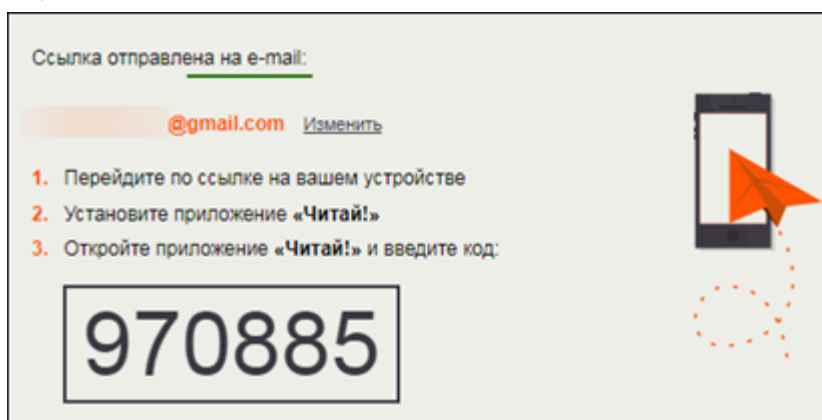 Ссылка отправлена на e-mail:
@gmail.com Изменить
1. Перейдите по ссылке на вашем устройстве
2. Установите приложение «Читай!»
3. Откройте приложение «Читай!» и введите код:
970885